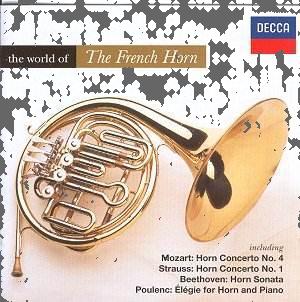 DECCA
the world of The French Horn
including
Mozart: Horn Concerto No. 4
Strauss: Horn Concerto No. 1
Beethoven: Horn Sonata
Poulenc: Élégie for Horn and Piano